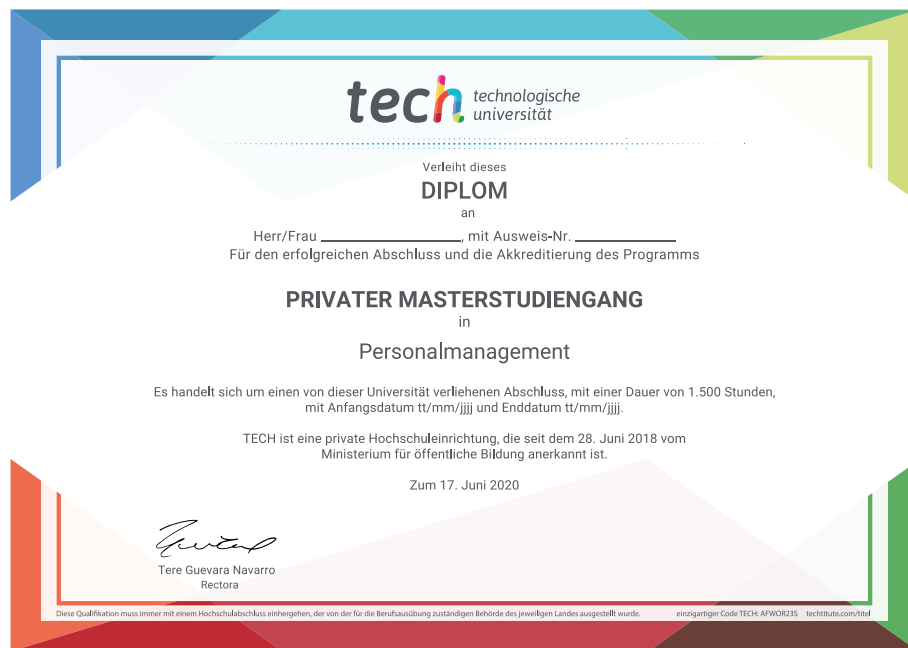 tech technologische
universität
Verleiht dieses
DIPLOM
an
Herr/Frau ____________________, mit Ausweis-Nr. ______________
Für den erfolgreichen Abschluss und die Akkreditierung des Programms
PRIVATER MASTERSTUDIENGANG
in
Personalmanagement
Es handelt sich um einen von dieser Universität verliehenen Abschluss, mit einer Dauer von 1.500 Stunden,
mit Anfangsdatum tt/mm/jjjj und Enddatum tt/mm/jjjj.
TECH ist eine private Hochschuleinrichtung, die seit dem 28. Juni 2018 vom
Ministerium für öffentliche Bildung anerkannt ist.
Zum 17. Juni 2020
Tere Guevara Navarro
Rectora
Diese Qualifikation muss immer mit einem Hochschulabschluss einhergehen, der von der für die Berufsausübung zuständigen Behörde des jeweiligen Landes ausgestellt wurde. einzigartiger Code TECH: AFWOR23S techtitute.com/titel